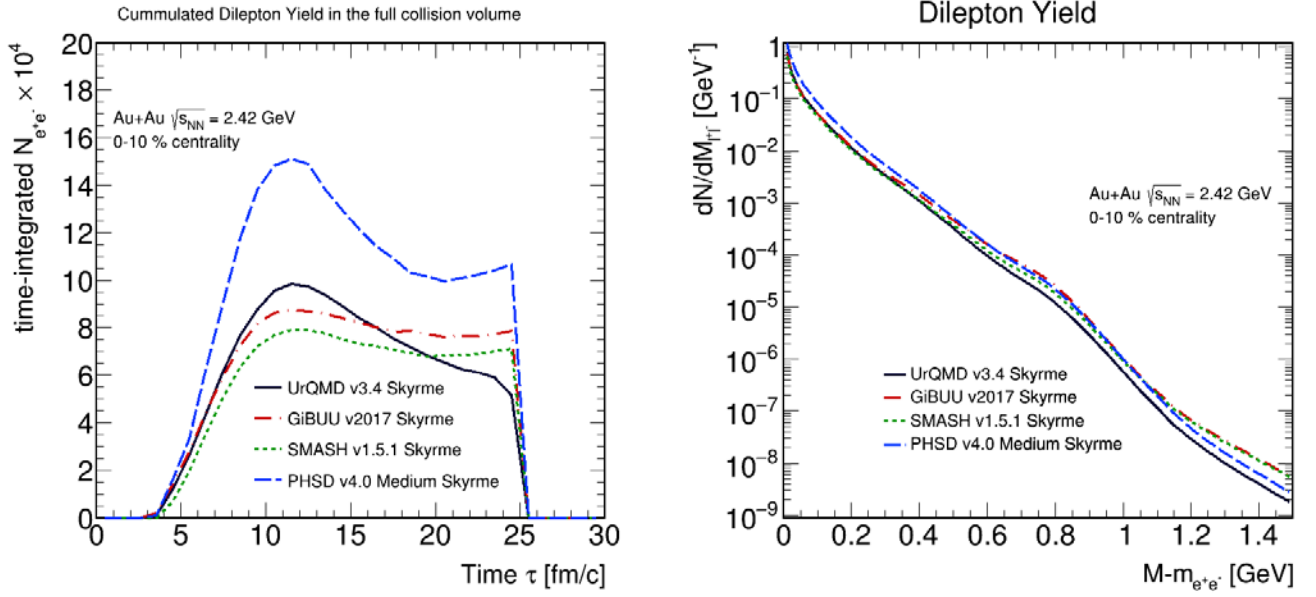 Cummulated Dilepton Yield in the full collision volume
time-integrated N_{e⁺e⁻} × 10⁴
20
18
16
14
12
10
8
6
4
2
0
Au+Au √s_{NN} = 2.42 GeV
0-10 % centrality
UrQMD v3.4 Skyrme
GiBUU v2017 Skyrme
SMASH v1.5.1 Skyrme
PHSD v4.0 Medium Skyrme
0 5 10 15 20 25 30
Time τ [fm/c]
Dilepton Yield
dN/dM_{l⁺l⁻} [GeV⁻¹]
1
10⁻¹
10⁻²
10⁻³
10⁻⁴
10⁻⁵
10⁻⁶
10⁻⁷
10⁻⁸
10⁻⁹
Au+Au √s_{NN} = 2.42 GeV
0-10 % centrality
UrQMD v3.4 Skyrme
GiBUU v2017 Skyrme
SMASH v1.5.1 Skyrme
PHSD v4.0 Medium Skyrme
0 0.2 0.4 0.6 0.8 1 1.2 1.4
M-m_{e⁺e⁻} [GeV]